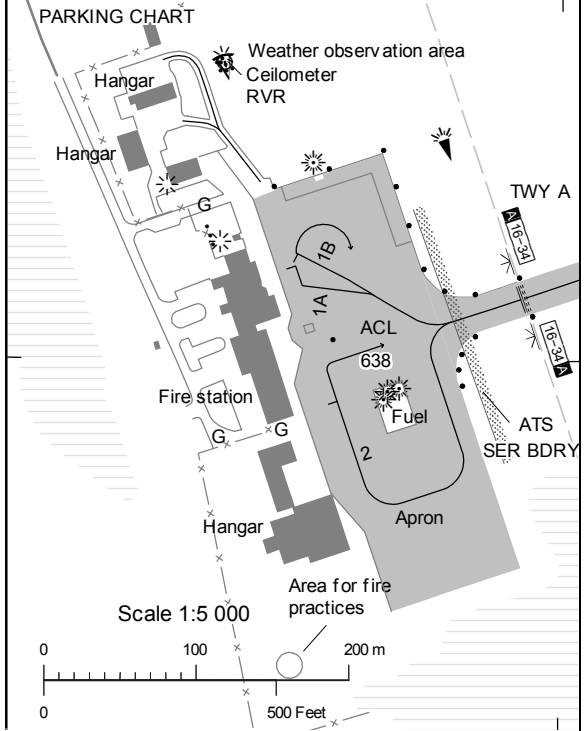 PARKING CHART
Weather observation area
Ceilometer
RVR
Hangar
Hangar
TWY A
G
A 16-34
1B
1A
ACL
638
16-34 A
Fire station
Fuel
ATS
SER BDRY
G
G
2
Apron
Hangar
Area for fire
practices
Scale 1:5 000
0 100 200 m
0 500 Feet